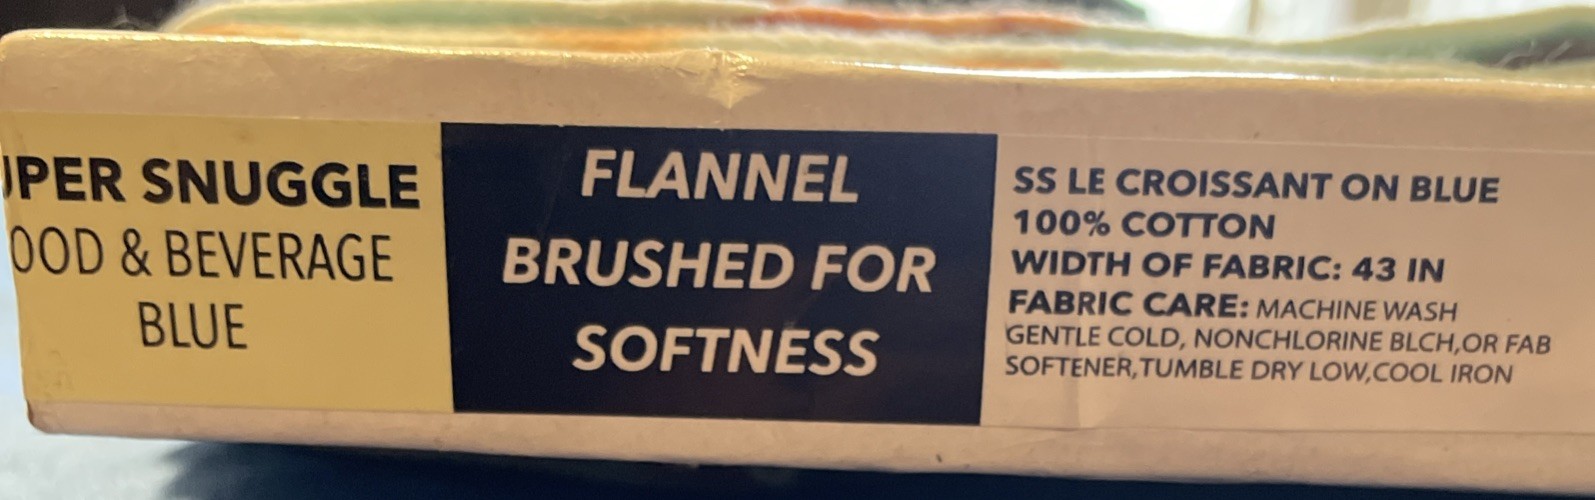 PER SNUGGLE
OOD & BEVERAGE
BLUE
FLANNEL
BRUSHED FOR
SOFTNESS
SS LE CROISSANT ON BLUE
100% COTTON
WIDTH OF FABRIC: 43 IN
FABRIC CARE: MACHINE WASH
GENTLE COLD, NONCHLORINE BLCH,OR FAB
SOFTENER,TUMBLE DRY LOW,COOL IRON